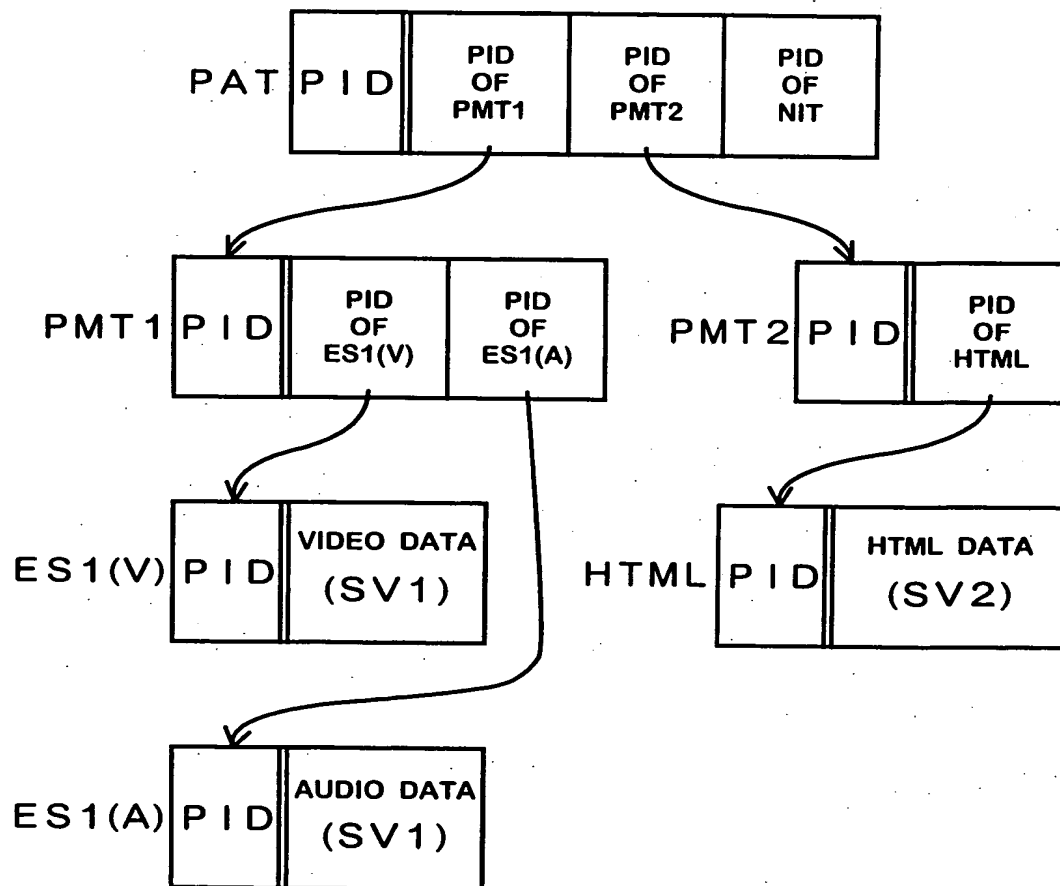 PAT
PID
PID
OF
PMT1
PID
OF
PMT2
PID
OF
NIT
PMT1
PID
PID
OF
ES1(V)
PID
OF
ES1(A)
PMT2
PID
PID
OF
HTML
ES1(V)
PID
VIDEO DATA
(SV1)
HTML
PID
HTML DATA
(SV2)
ES1(A)
PID
AUDIO DATA
(SV1)